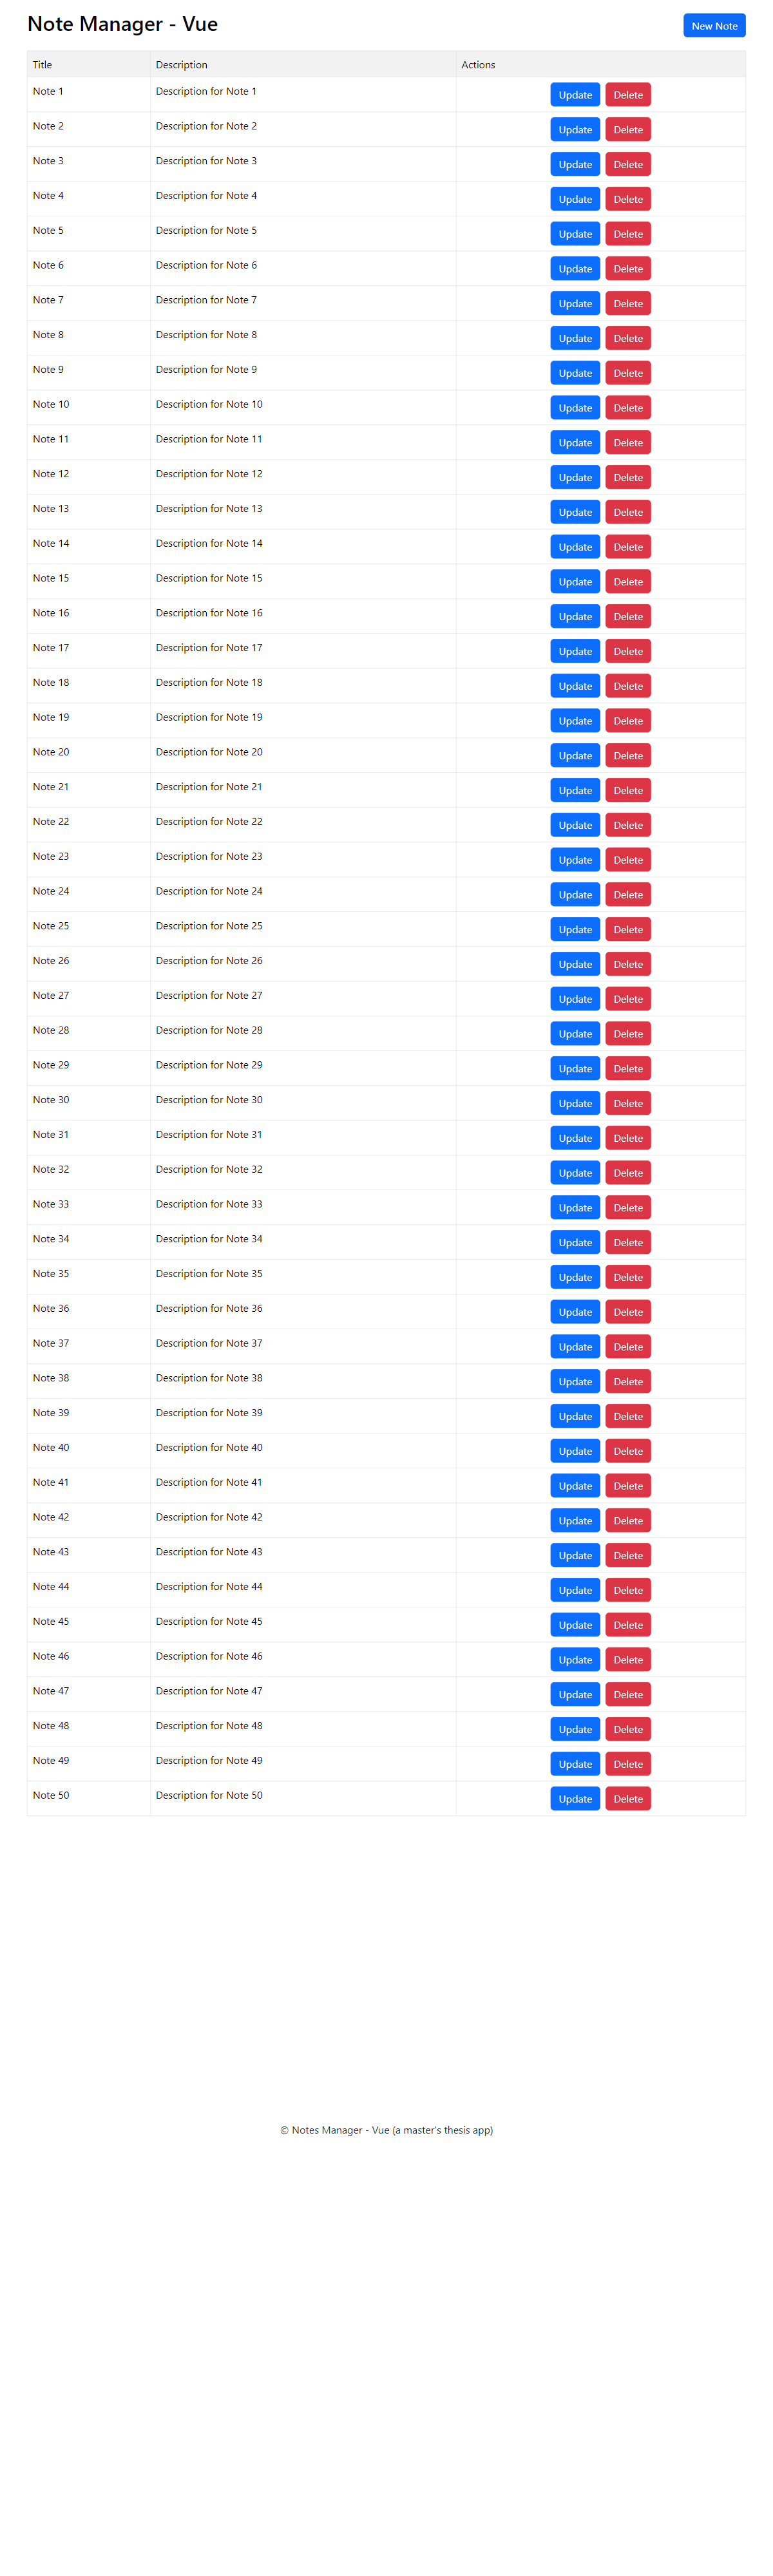 Note Manager - Vue New Note
Title Description Actions
Note 1 Description for Note 1 Update Delete
Note 2 Description for Note 2 Update Delete
Note 3 Description for Note 3 Update Delete
Note 4 Description for Note 4 Update Delete
Note 5 Description for Note 5 Update Delete
Note 6 Description for Note 6 Update Delete
Note 7 Description for Note 7 Update Delete
Note 8 Description for Note 8 Update Delete
Note 9 Description for Note 9 Update Delete
Note 10 Description for Note 10 Update Delete
Note 11 Description for Note 11 Update Delete
Note 12 Description for Note 12 Update Delete
Note 13 Description for Note 13 Update Delete
Note 14 Description for Note 14 Update Delete
Note 15 Description for Note 15 Update Delete
Note 16 Description for Note 16 Update Delete
Note 17 Description for Note 17 Update Delete
Note 18 Description for Note 18 Update Delete
Note 19 Description for Note 19 Update Delete
Note 20 Description for Note 20 Update Delete
Note 21 Description for Note 21 Update Delete
Note 22 Description for Note 22 Update Delete
Note 23 Description for Note 23 Update Delete
Note 24 Description for Note 24 Update Delete
Note 25 Description for Note 25 Update Delete
Note 26 Description for Note 26 Update Delete
Note 27 Description for Note 27 Update Delete
Note 28 Description for Note 28 Update Delete
Note 29 Description for Note 29 Update Delete
Note 30 Description for Note 30 Update Delete
Note 31 Description for Note 31 Update Delete
Note 32 Description for Note 32 Update Delete
Note 33 Description for Note 33 Update Delete
Note 34 Description for Note 34 Update Delete
Note 35 Description for Note 35 Update Delete
Note 36 Description for Note 36 Update Delete
Note 37 Description for Note 37 Update Delete
Note 38 Description for Note 38 Update Delete
Note 39 Description for Note 39 Update Delete
Note 40 Description for Note 40 Update Delete
Note 41 Description for Note 41 Update Delete
Note 42 Description for Note 42 Update Delete
Note 43 Description for Note 43 Update Delete
Note 44 Description for Note 44 Update Delete
Note 45 Description for Note 45 Update Delete
Note 46 Description for Note 46 Update Delete
Note 47 Description for Note 47 Update Delete
Note 48 Description for Note 48 Update Delete
Note 49 Description for Note 49 Update Delete
Note 50 Description for Note 50 Update Delete
© Notes Manager - Vue (a master's thesis app)